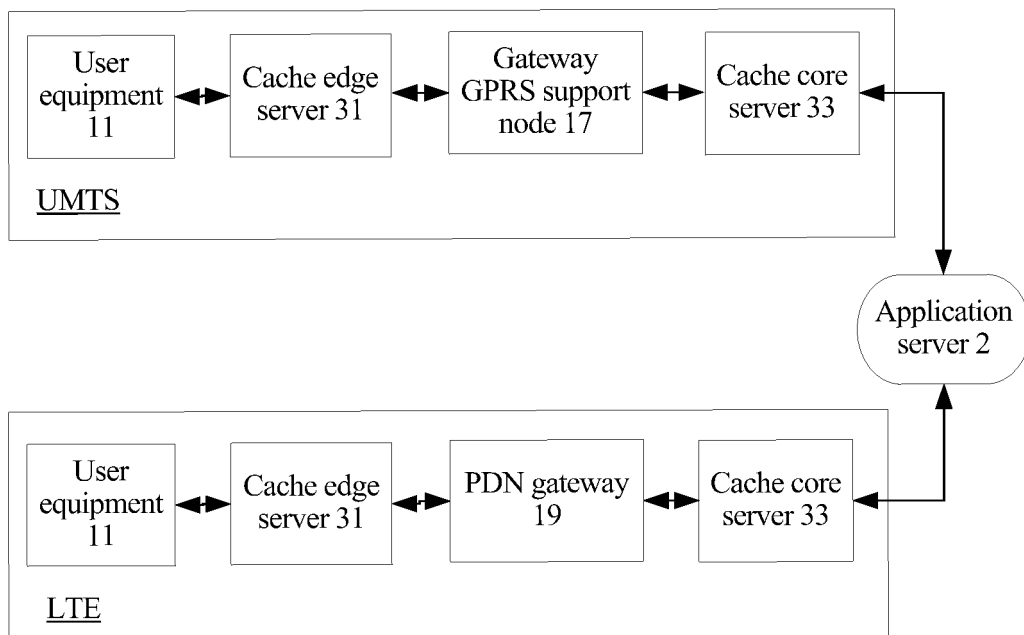 User
equipment
11
Cache edge
server 31
Gateway
GPRS support
node 17
Cache core
server 33
UMTS
Application
server 2
User
equipment
11
Cache edge
server 31
PDN gateway
19
Cache core
server 33
LTE